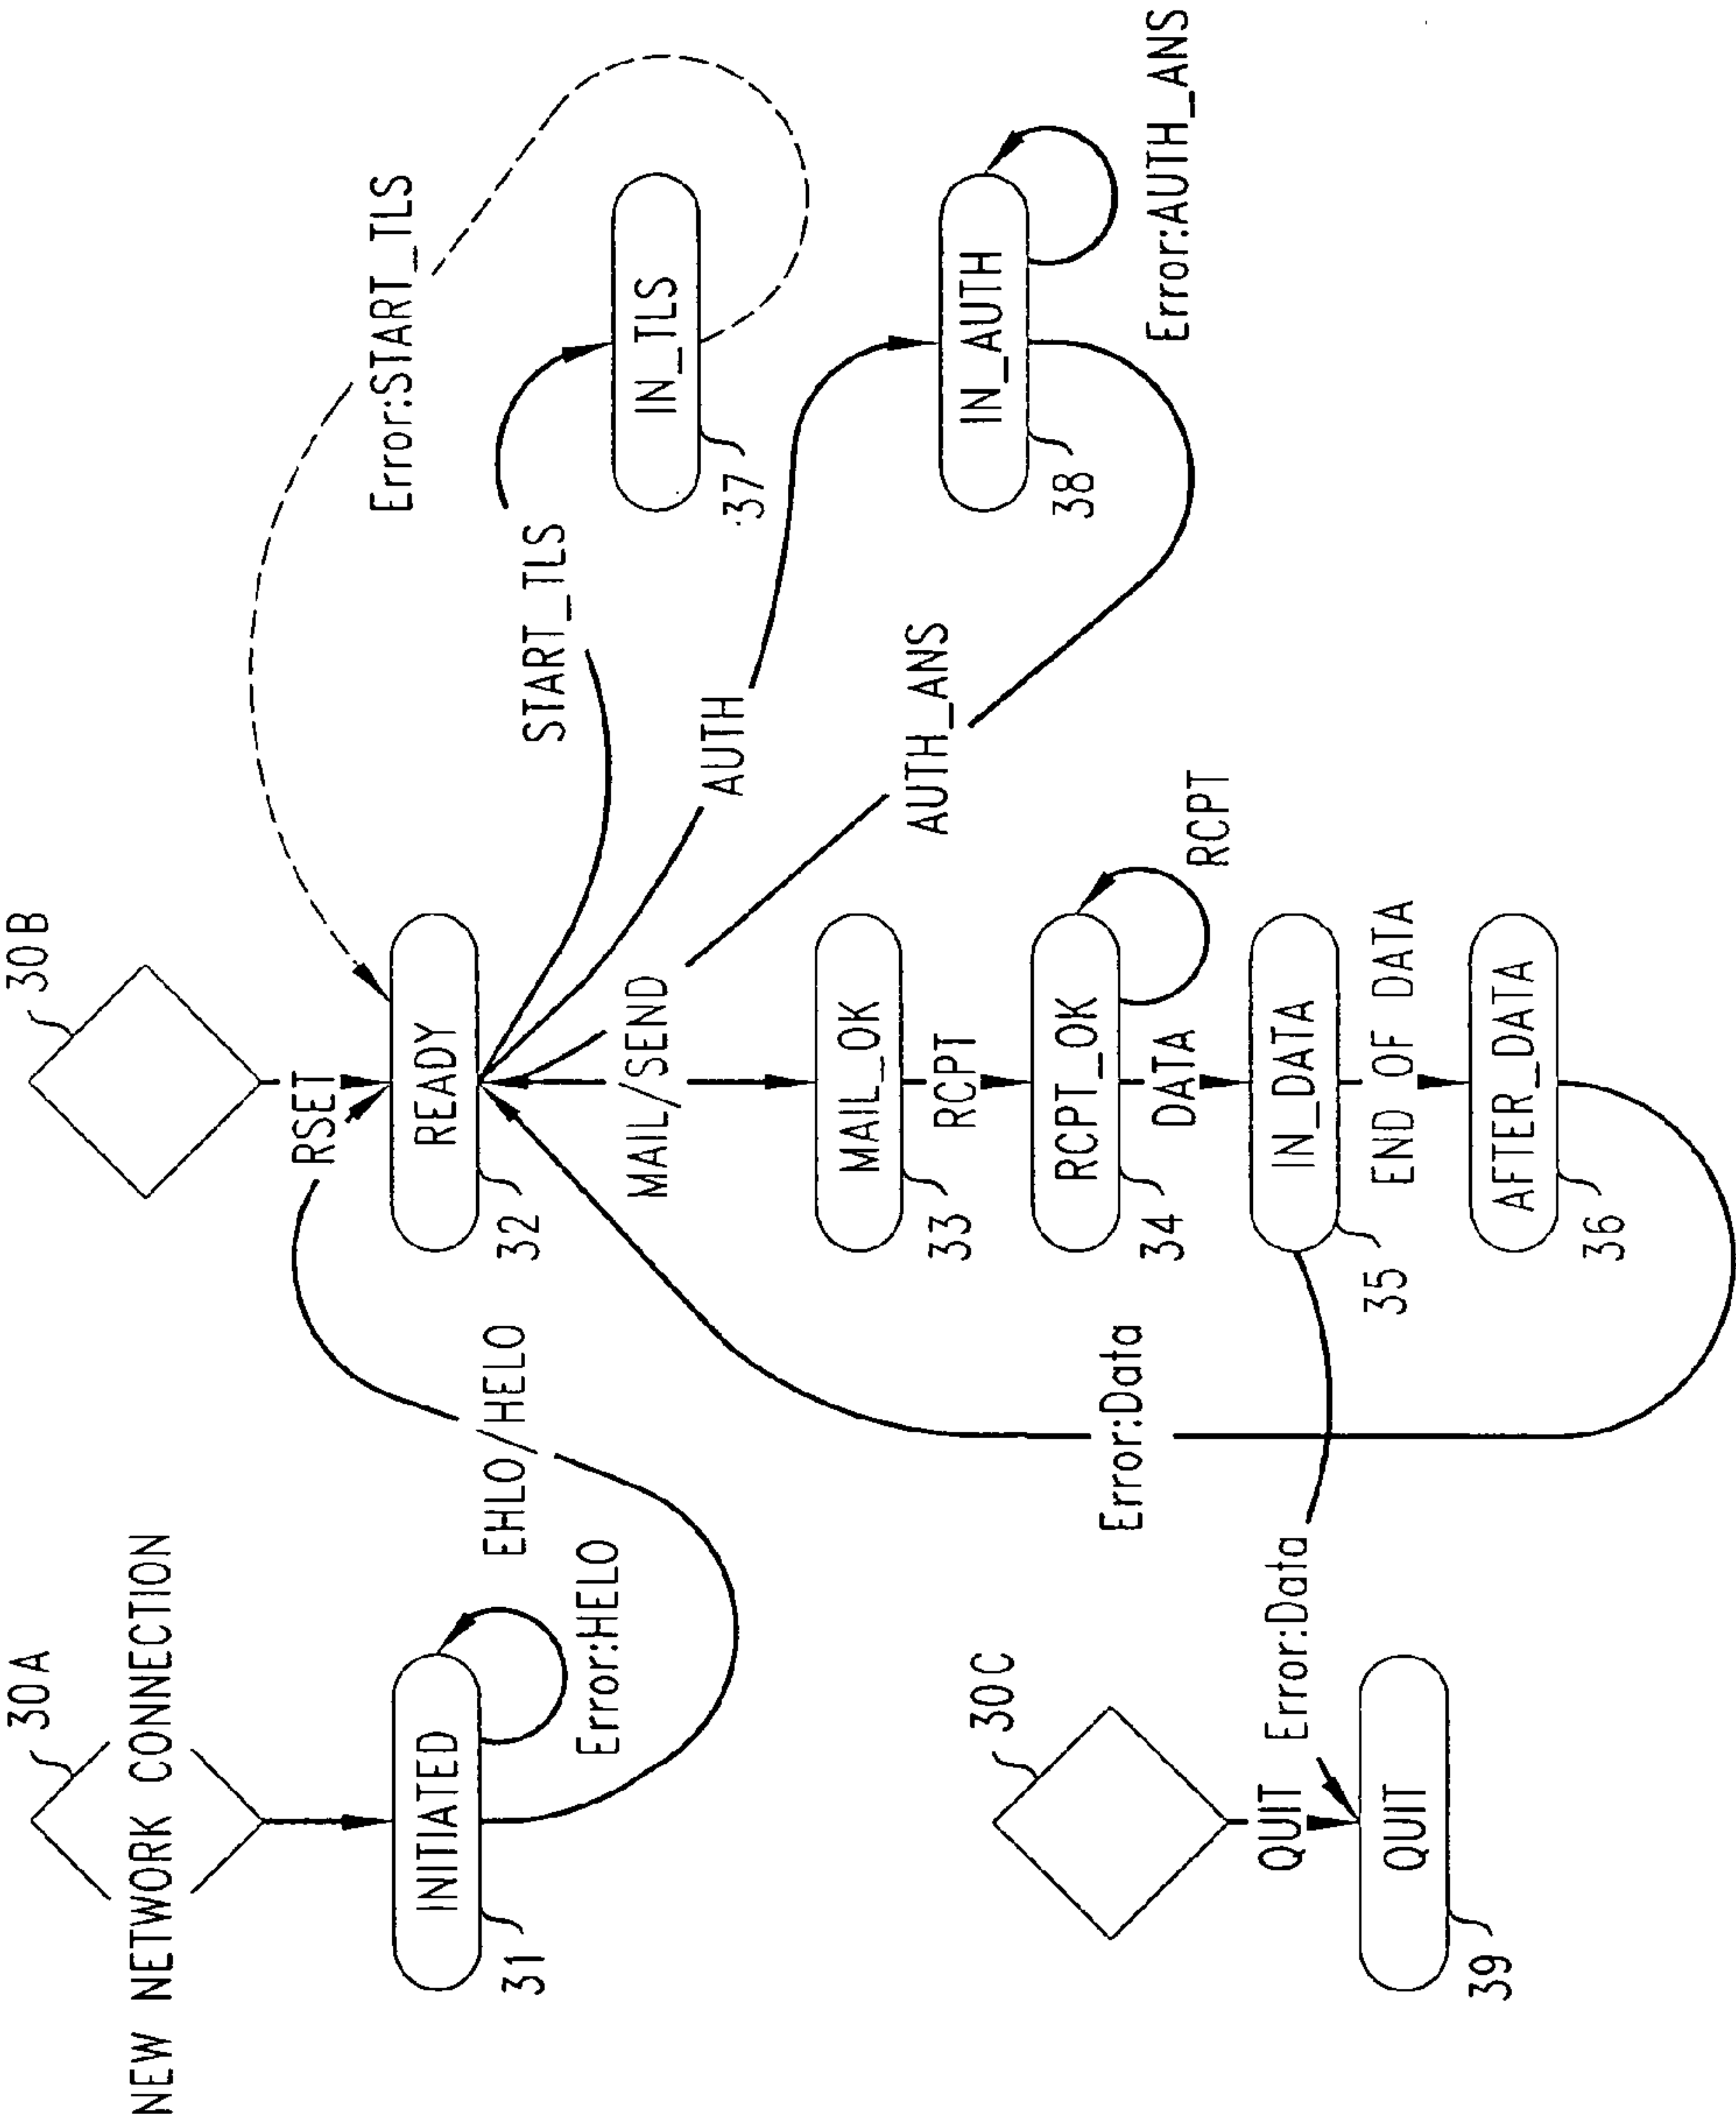 30A
NEW NETWORK CONNECTION
INITIATED
31
Error:HELO
EHLO/HELO
30B
RSET
READY
32
Error:START_TLS
START_TLS
IN_TLS
37
AUTH
IN_AUTH
38
Error:AUTH_ANS
AUTH_ANS
MAIL/SEND
MAIL_OK
33
RCPT
RCPT_OK
34
RCPT
DATA
IN_DATA
35
END OF DATA
AFTER_DATA
36
Error:Data
Error:Data
30C
QUIT
QUIT
39